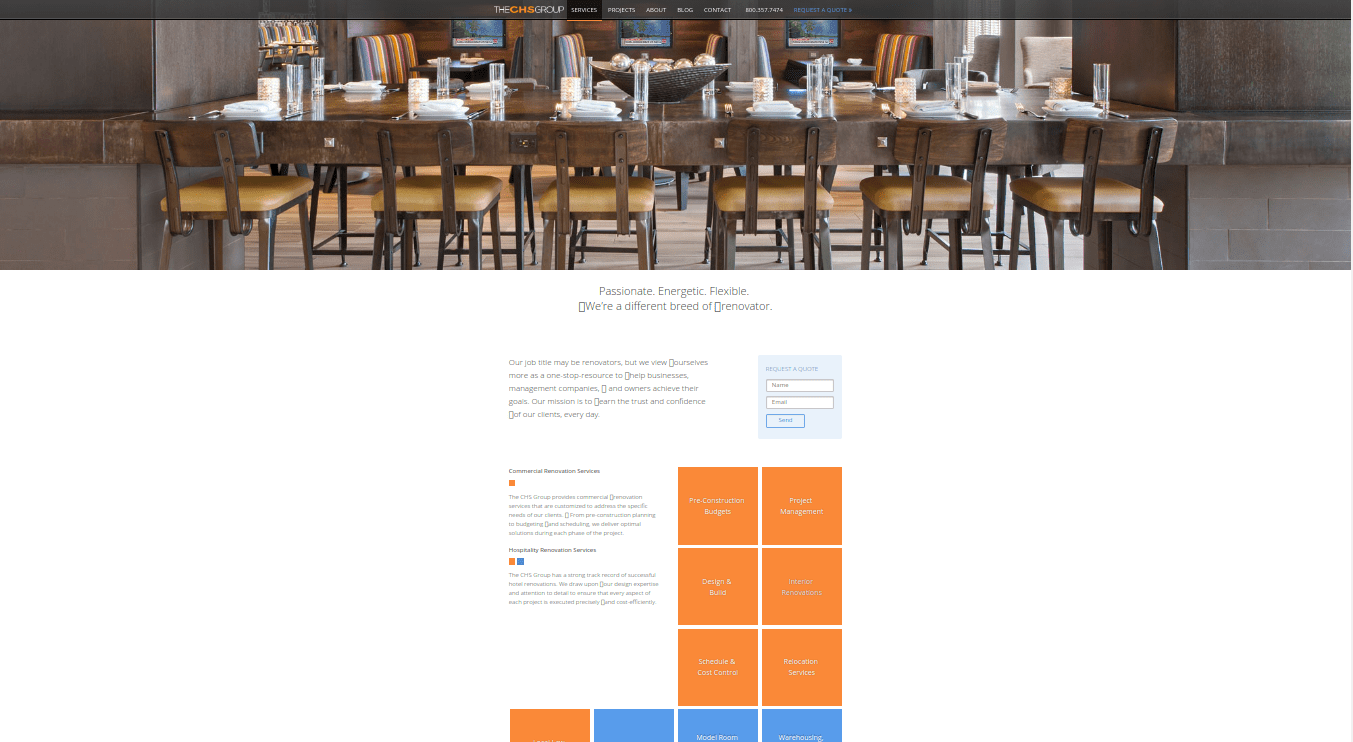 THECHSGROUP SERVICES PROJECTS ABOUT BLOG CONTACT 800.357.7474 REQUEST A QUOTE
Passionate. Energetic. Flexible.
We're a different breed of renovator.
Our job title may be renovators, but we view ourselves
more as a one-stop-resource to help businesses,
management companies, and owners achieve their
goals. Our mission is to earn the trust and confidence
of our clients, every day.
REQUEST A QUOTE
Name
Email
Send
Commercial Renovation Services
The CHS Group provides commercial renovation
services that are customized to address the specific
needs of our clients. From pre-construction planning
to budgeting and scheduling, we deliver optimal
solutions during each phase of the project.
Hospitality Renovation Services
The CHS Group has a strong track record of successful
hotel renovations. We draw upon our design expertise
and attention to detail to ensure that every aspect of
each project is executed precisely and cost-efficiently.
Pre-Construction
Budgets
Project
Management
Design &
Build
Interior
Renovations
Schedule &
Cost Control
Relocation
Services
Model Room
Warehousing,